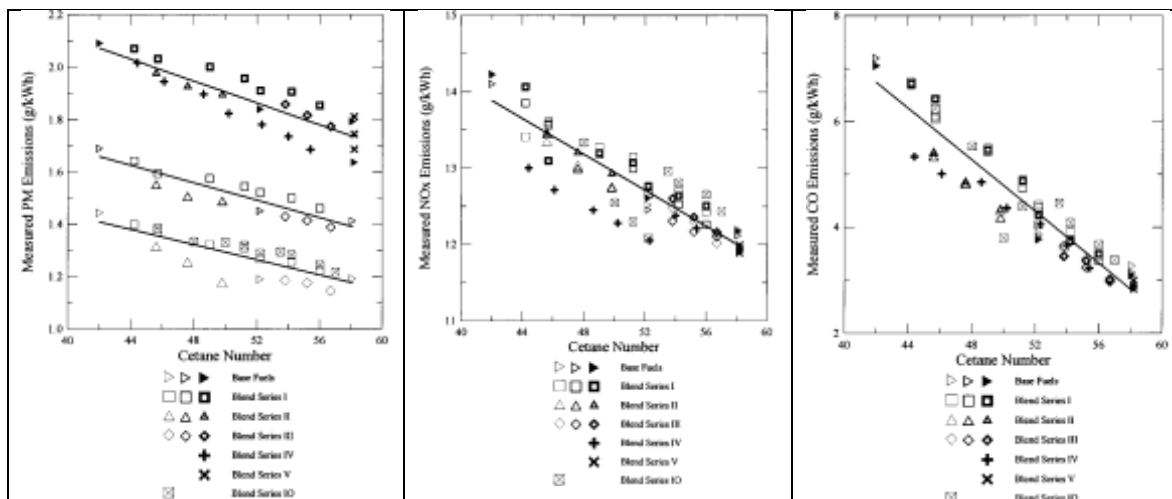 Measured PM Emissions (g/kWh)
2.2
2.0
1.8
1.6
1.4
1.2
1.0
40
44
48
52
56
60
Cetane Number
Base Fuels
Blend Series I
Blend Series II
Blend Series III
Blend Series IV
Blend Series V
Blend Series IO
Measured NOx Emissions (g/kWh)
15
14
13
12
11
40
44
48
52
56
60
Cetane Number
Base Fuels
Blend Series I
Blend Series II
Blend Series III
Blend Series IV
Blend Series V
Blend Series IO
Measured CO Emissions (g/kWh)
8
6
4
2
40
44
48
52
56
60
Cetane Number
Base Fuels
Blend Series I
Blend Series II
Blend Series III
Blend Series IV
Blend Series V
Blend Series IO